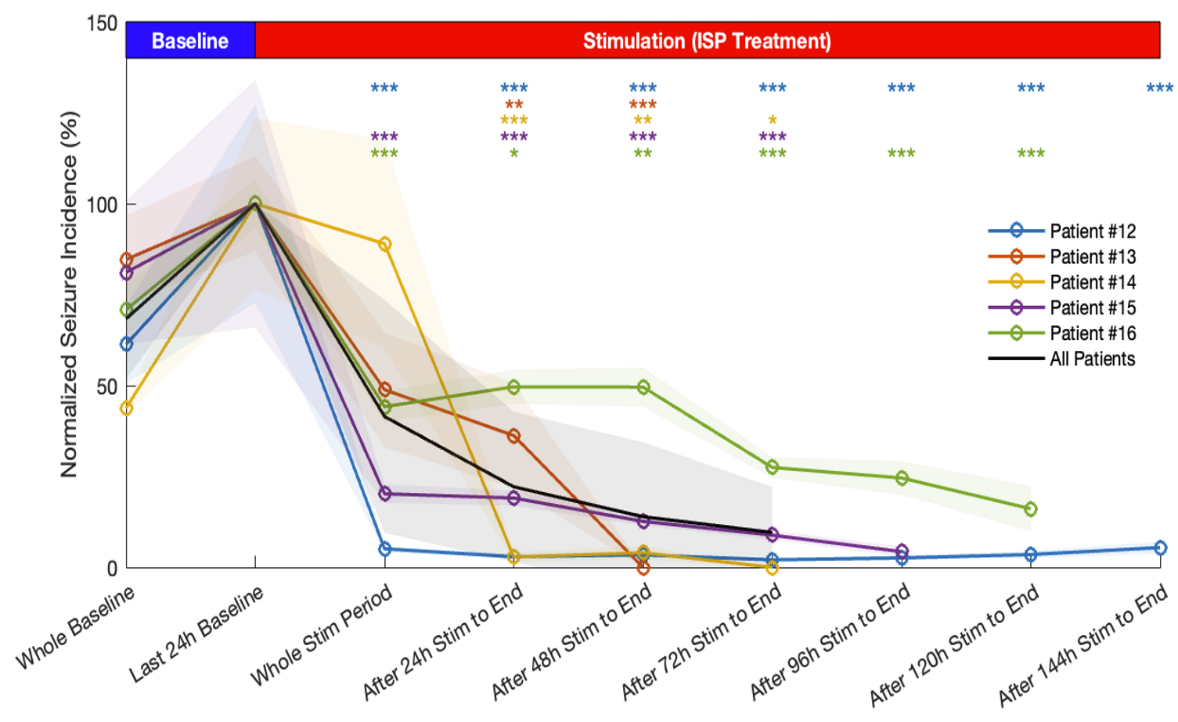 150
Baseline
Stimulation (ISP Treatment)
*** *** *** *** *** *** ***
** ***
*** ** *
*** *** *** ***
*** * ** *** *** ***
Normalized Seizure Incidence (%)
100
50
0
Patient #12
Patient #13
Patient #14
Patient #15
Patient #16
All Patients
Whole Baseline
Last 24h Baseline
Whole Stim Period
After 24h Stim to End
After 48h Stim to End
After 72h Stim to End
After 96h Stim to End
After 120h Stim to End
After 144h Stim to End